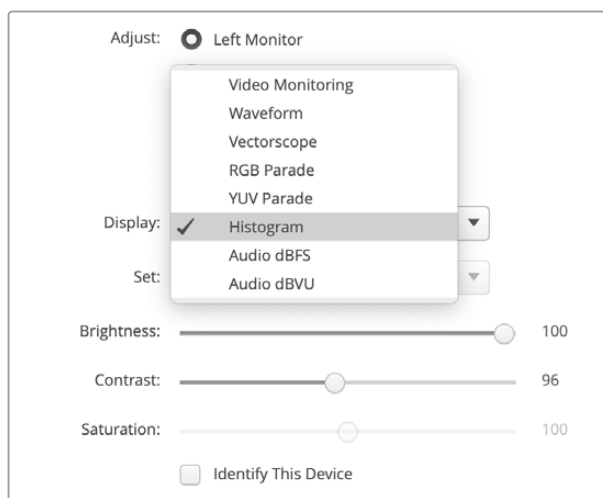 Adjust: Left Monitor
Video Monitoring
Waveform
Vectorscope
RGB Parade
YUV Parade
Display: Histogram
Audio dBFS
Set: Audio dBVU
Brightness: 100
Contrast: 96
Saturation: 100
Identify This Device